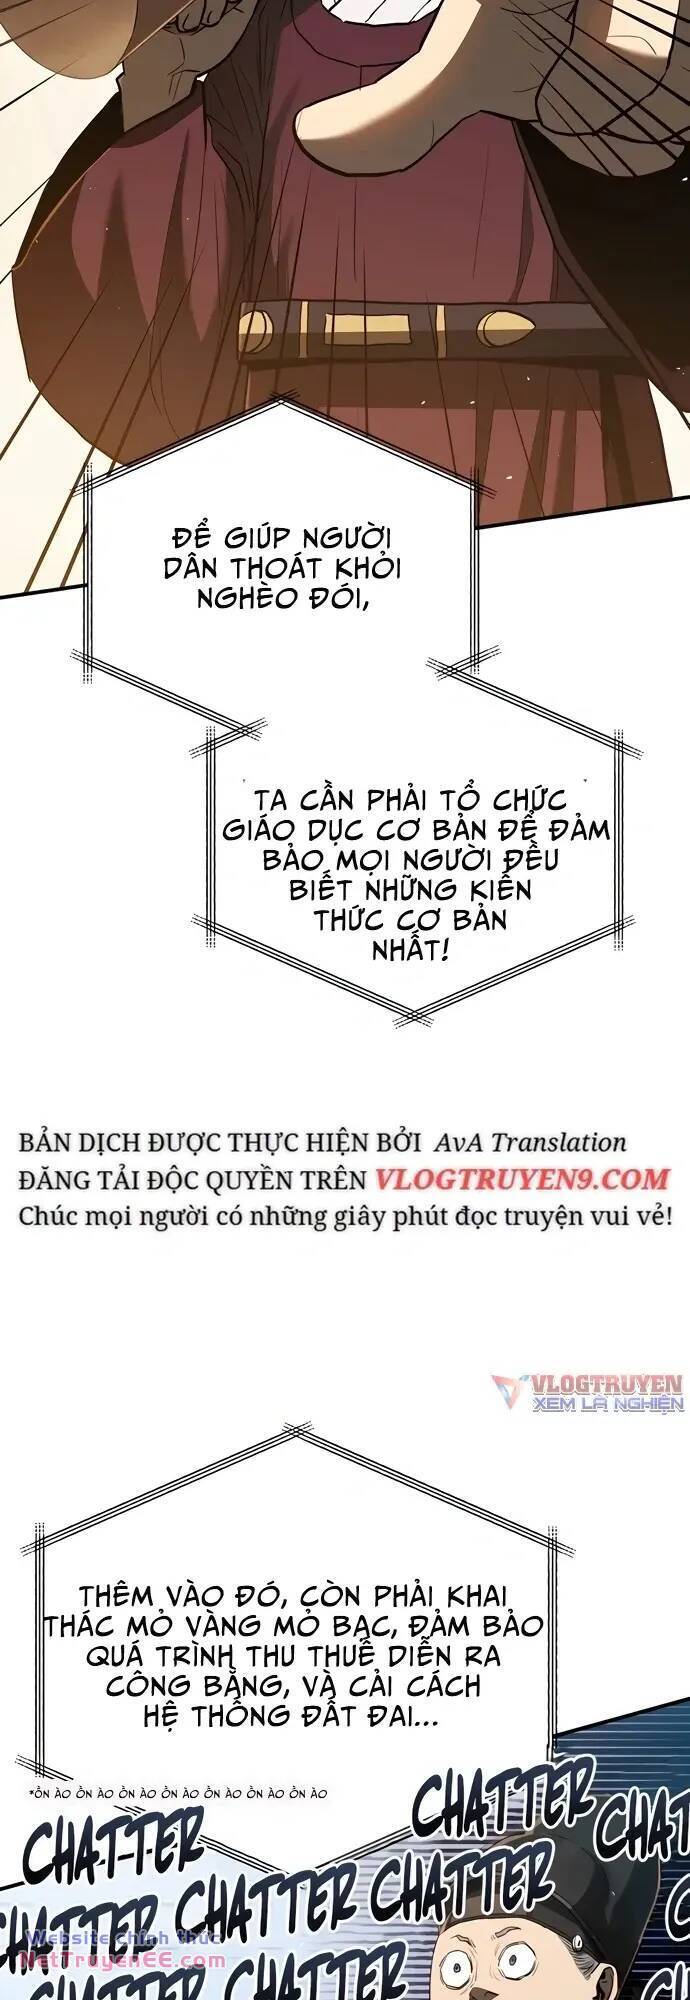 ĐỂ GIÚP NGƯỜI
DÂN THOÁT KHỎI
NGHÈO ĐÓI,
TA CẦN PHẢI TỔ CHỨC
GIÁO DỤC CƠ BẢN ĐỂ ĐẢM
BẢO MỌI NGƯỜI ĐỀU
BIẾT NHỮNG KIẾN
THỨC CƠ BẢN
NHẤT!
BẢN DỊCH ĐƯỢC THỰC HIỆN BỞI AvA Translation
ĐĂNG TẢI ĐỘC QUYỀN TRÊN VLOGTRUYEN9.COM
Chúc mọi người có những giây phút đọc truyện vui vẻ!
VLOGTRUYEN
XEM LÀ NGHIỆN
THÊM VÀO ĐÓ, CÒN PHẢI KHAI
THÁC MỎ VÀNG MỎ BẠC, ĐẢM BẢO
QUÁ TRÌNH THU THUẾ DIỄN RA
CÔNG BẰNG, VÀ CẢI CÁCH
HỆ THỐNG ĐẤT ĐAI...
*ỒN ÀO ỒN ÀO ỒN ÀO ỒN ÀO ỒN ÀO ỒN ÀO ỒN ÀO
CHATTER CHATTER CHAT
CHATTER CHATTER CHATTER
CHATTER CHATTER
Website chính thức
NetTruyenEE.com